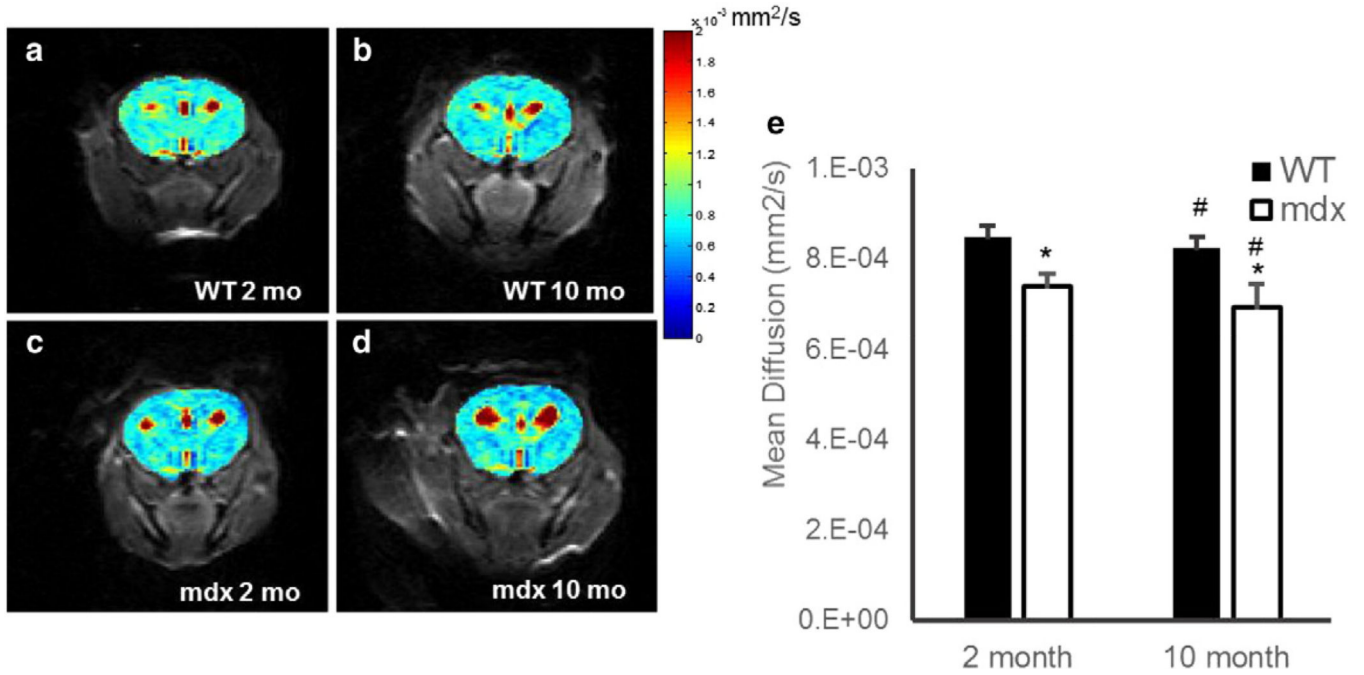 a
WT 2 mo
b
WT 10 mo
c
mdx 2 mo
d
mdx 10 mo
x 10⁻³ mm²/s
2
1.8
1.6
1.4
1.2
1
0.8
0.6
0.4
0.2
0
e
Mean Diffusion (mm2/s)
1.E-03
8.E-04
6.E-04
4.E-04
2.E-04
0.E+00
WT
mdx
*
#
#
*
2 month
10 month